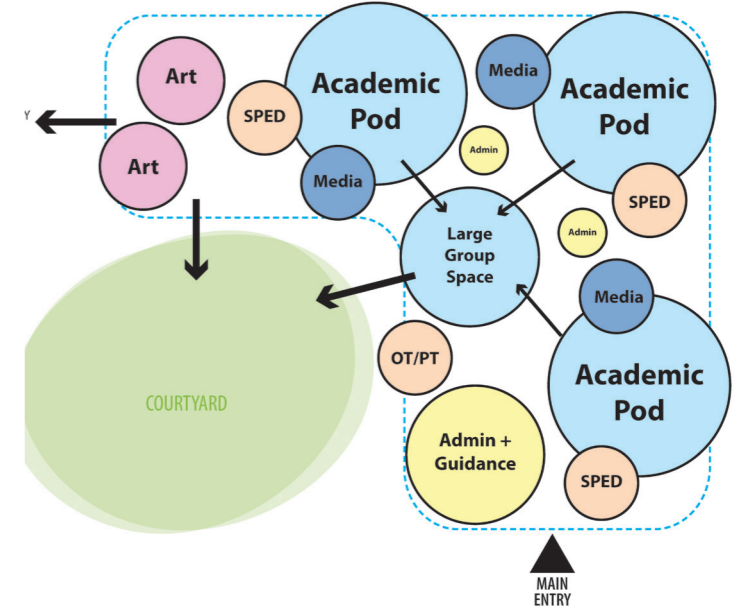 Art
Academic
Pod
Media
Academic
Pod
SPED
Y
Admin
Art
Media
SPED
Large
Group
Space
Admin
Media
OT/PT
Academic
Pod
COURTYARD
Admin +
Guidance
SPED
MAIN
ENTRY